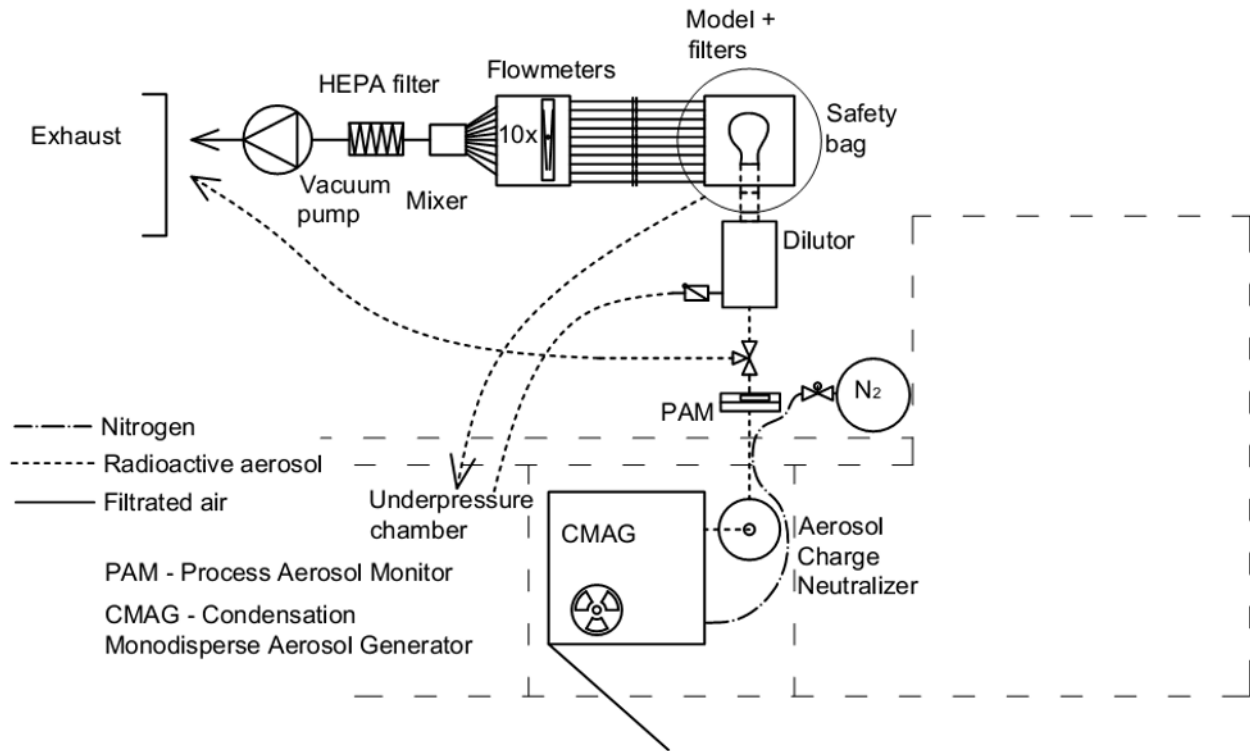 Model +
filters
Flowmeters
HEPA filter
Exhaust
10x
Safety
bag
Vacuum
pump
Mixer
Dilutor
N₂
PAM
Nitrogen
Radioactive aerosol
Filtrated air
Underpressure
chamber
CMAG
Aerosol
Charge
Neutralizer
PAM - Process Aerosol Monitor
CMAG - Condensation
Monodisperse Aerosol Generator